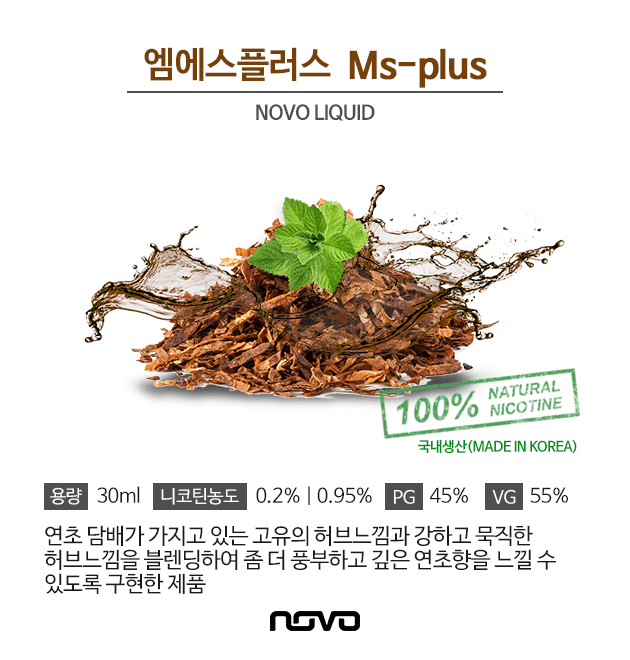 엠에스플러스 Ms-plus
NOVO LIQUID
100% NATURAL NICOTINE
국내생산(MADE IN KOREA)
용량 30ml 니코틴농도 0.2% | 0.95% PG 45% VG 55%
연초 담배가 가지고 있는 고유의 허브느낌과 강하고 묵직한
허브느낌을 블렌딩하여 좀 더 풍부하고 깊은 연초향을 느낄 수
있도록 구현한 제품
novo